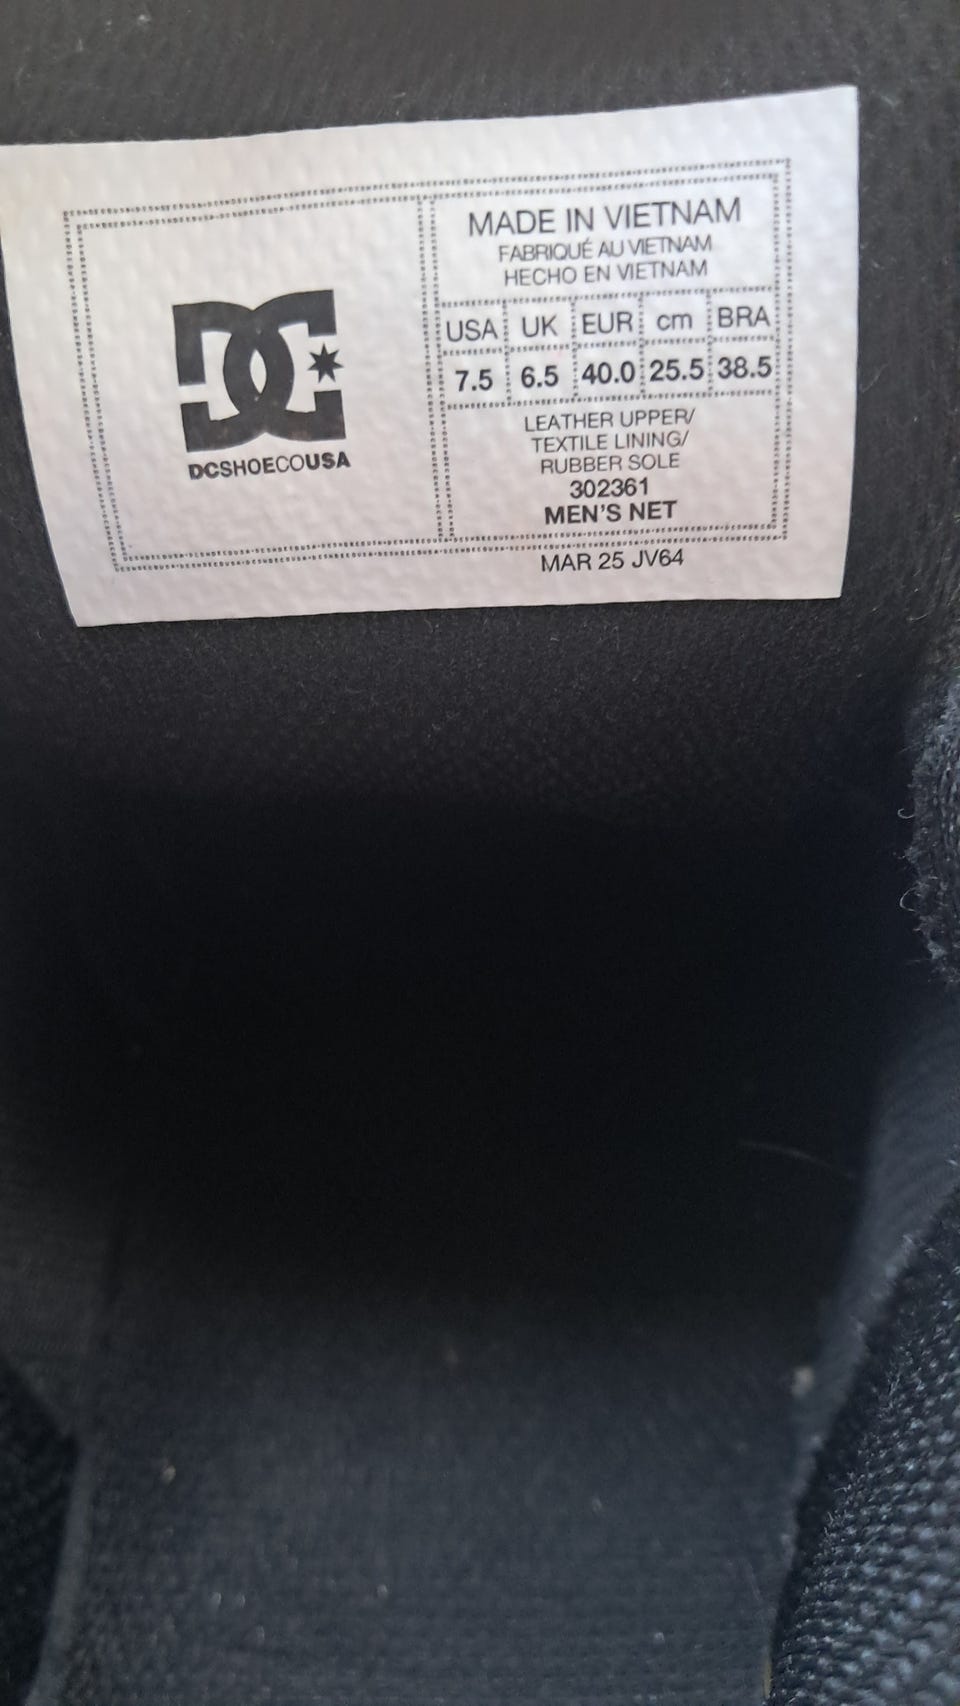 DC
DCSHOECOUSA
MADE IN VIETNAM
FABRIQUÉ AU VIETNAM
HECHO EN VIETNAM
USA UK EUR cm BRA
7.5 6.5 40.0 25.5 38.5
LEATHER UPPER/
TEXTILE LINING/
RUBBER SOLE
302361
MEN'S NET
MAR 25 JV64